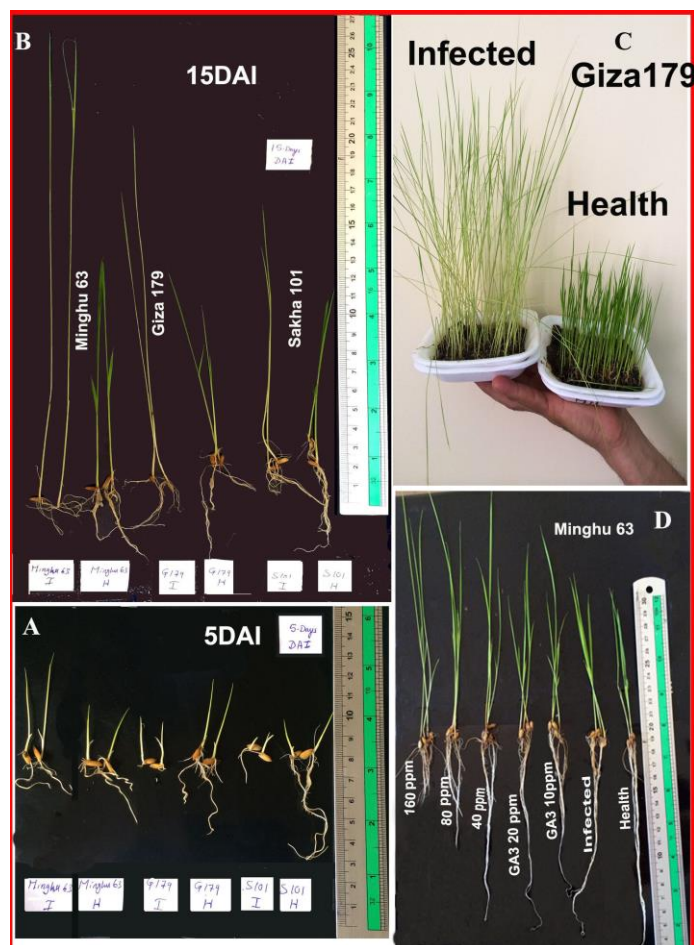 B
15DAI
15-Days
DAI
Minghu 63
Giza 179
Sakha 101
Minghu 63
I
Minghu 63
H
G179
I
G179
H
S101
I
S101
H
Infected
C
Giza179
Health
A
5DAI
5-Days
DAI
Minghu 63
I
Minghu 63
H
G179
I
G179
H
S101
I
S101
H
D
Minghu 63
160 ppm
80 ppm
40 ppm
GA3 20 ppm
GA3 10ppm
Infected
Health